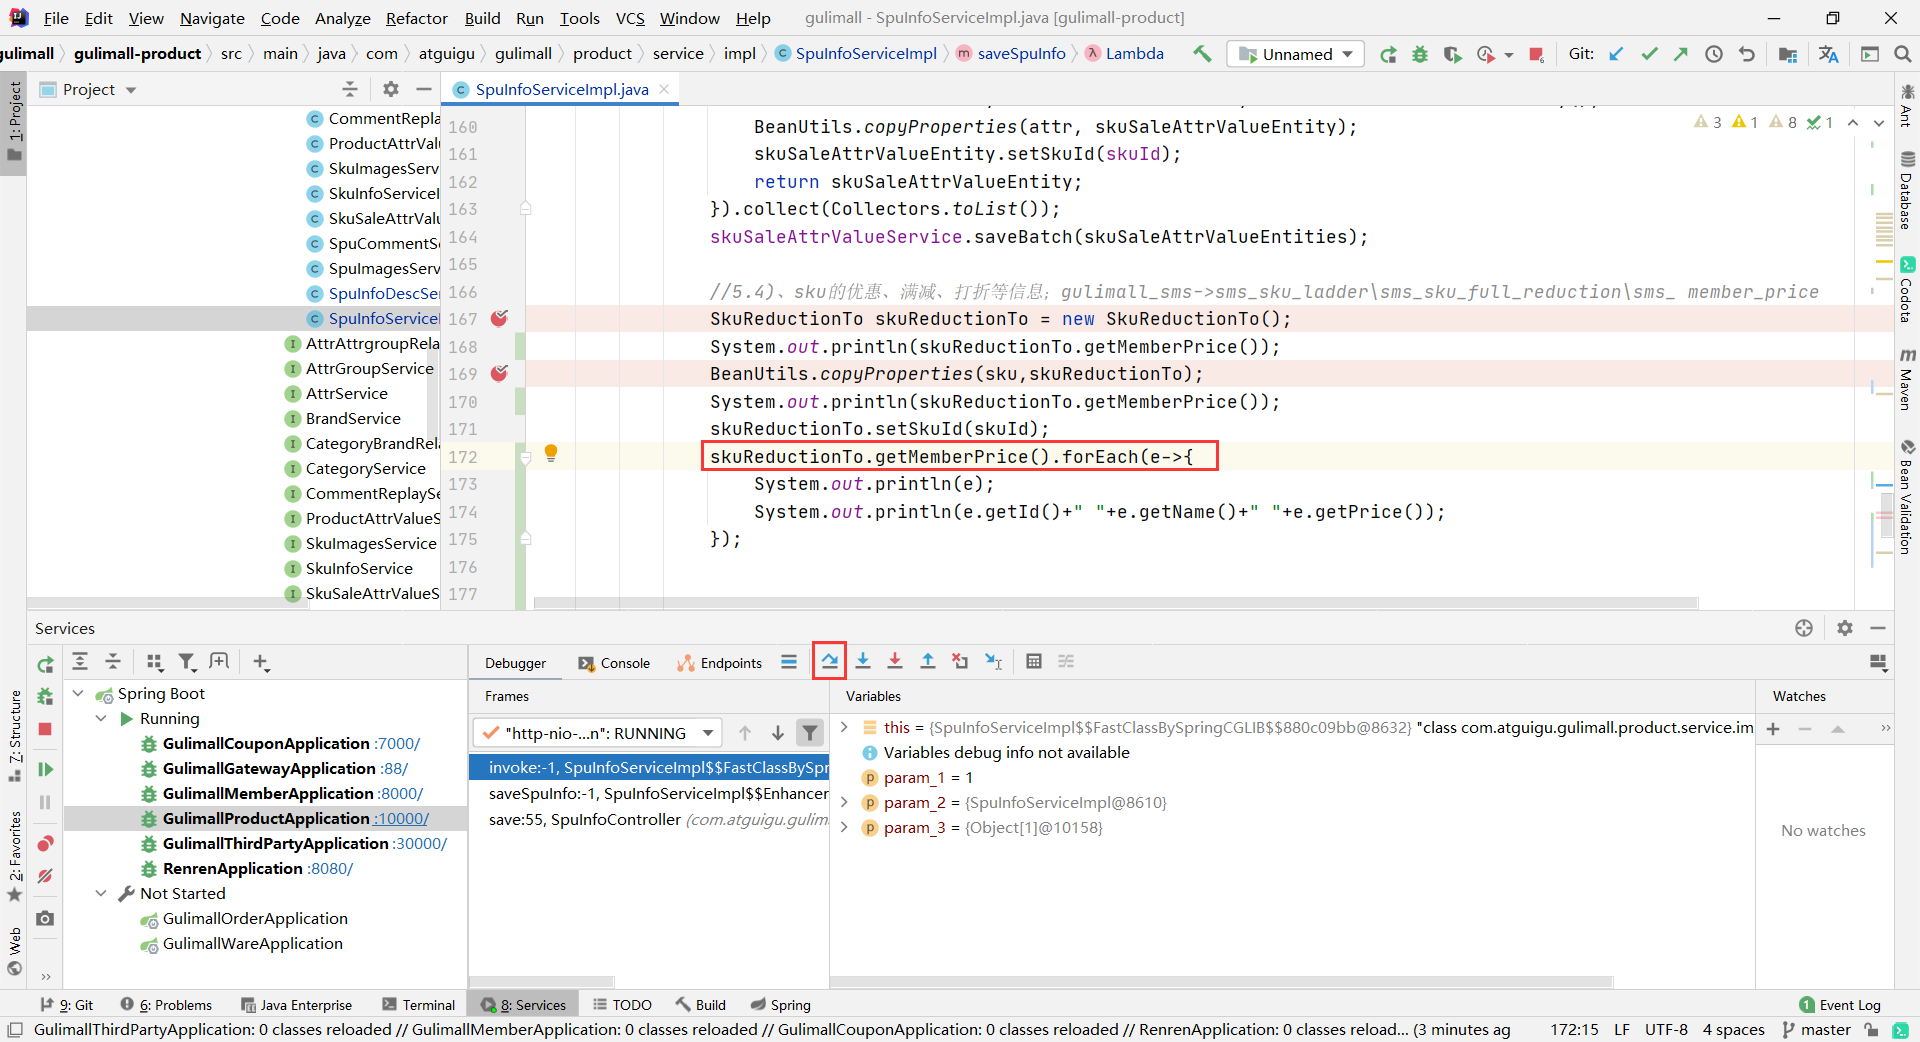 File Edit View Navigate Code Analyze Refactor Build Run Tools VCS Window Help gulimall - SpuInfoServiceImpl.java [gulimall-product]
gulimall gulimall-product src main java com atguigu gulimall product service impl SpuInfoServiceImpl saveSpuInfo Lambda Unnamed Git:
1: Project
Project
SpuInfoServiceImpl.java
CommentRepla
ProductAttrVal
SkuImagesServ
SkuInfoServiceI
SkuSaleAttrValu
SpuCommentSe
SpuImagesServ
SpuInfoDescSer
SpuInfoServiceI
AttrAttrgroupRela
AttrGroupService
AttrService
BrandService
CategoryBrandRela
CategoryService
CommentReplaySe
ProductAttrValueS
SkuImagesService
SkuInfoService
SkuSaleAttrValueS
3 1 8 1
160 BeanUtils.copyProperties(attr, skuSaleAttrValueEntity);
161 skuSaleAttrValueEntity.setSkuId(skuId);
162 return skuSaleAttrValueEntity;
163 }).collect(Collectors.toList());
164 skuSaleAttrValueService.saveBatch(skuSaleAttrValueEntities);
165
166 //5.4)、sku的优惠、满减、打折等信息；gulimall_sms->sms_sku_ladder\sms_sku_full_reduction\sms_ member_price
167 SkuReductionTo skuReductionTo = new SkuReductionTo();
168 System.out.println(skuReductionTo.getMemberPrice());
169 BeanUtils.copyProperties(sku,skuReductionTo);
170 System.out.println(skuReductionTo.getMemberPrice());
171 skuReductionTo.setSkuId(skuId);
172 skuReductionTo.getMemberPrice().forEach(e->{
173 System.out.println(e);
174 System.out.println(e.getId()+" "+e.getName()+" "+e.getPrice());
175 });
176
177
Ant
Database
Codota
Maven
Bean Validation
Services
Debugger Console Endpoints
Frames
Variables
Watches
Spring Boot
Running
GulimallCouponApplication :7000/
GulimallGatewayApplication :88/
GulimallMemberApplication :8000/
GulimallProductApplication :10000/
GulimallThirdPartyApplication :30000/
RenrenApplication :8080/
Not Started
GulimallOrderApplication
GulimallWareApplication
"http-nio-...n": RUNNING
invoke:-1, SpuInfoServiceImpl$$FastClassBySpr
saveSpuInfo:-1, SpuInfoServiceImpl$$Enhancer
save:55, SpuInfoController (com.atguigu.gulim
this = {SpuInfoServiceImpl$$FastClassBySpringCGLIB$$880c09bb@8632} "class com.atguigu.gulimall.product.service.im
Variables debug info not available
param_1 = 1
param_2 = {SpuInfoServiceImpl@8610}
param_3 = {Object[1]@10158}
No watches
7: Structure
2: Favorites
Web
9: Git 6: Problems Java Enterprise Terminal 8: Services TODO Build Spring 1 Event Log
GulimallThirdPartyApplication: 0 classes reloaded // GulimallMemberApplication: 0 classes reloaded // GulimallCouponApplication: 0 classes reloaded // RenrenApplication: 0 classes reload... (3 minutes ag 172:15 LF UTF-8 4 spaces master